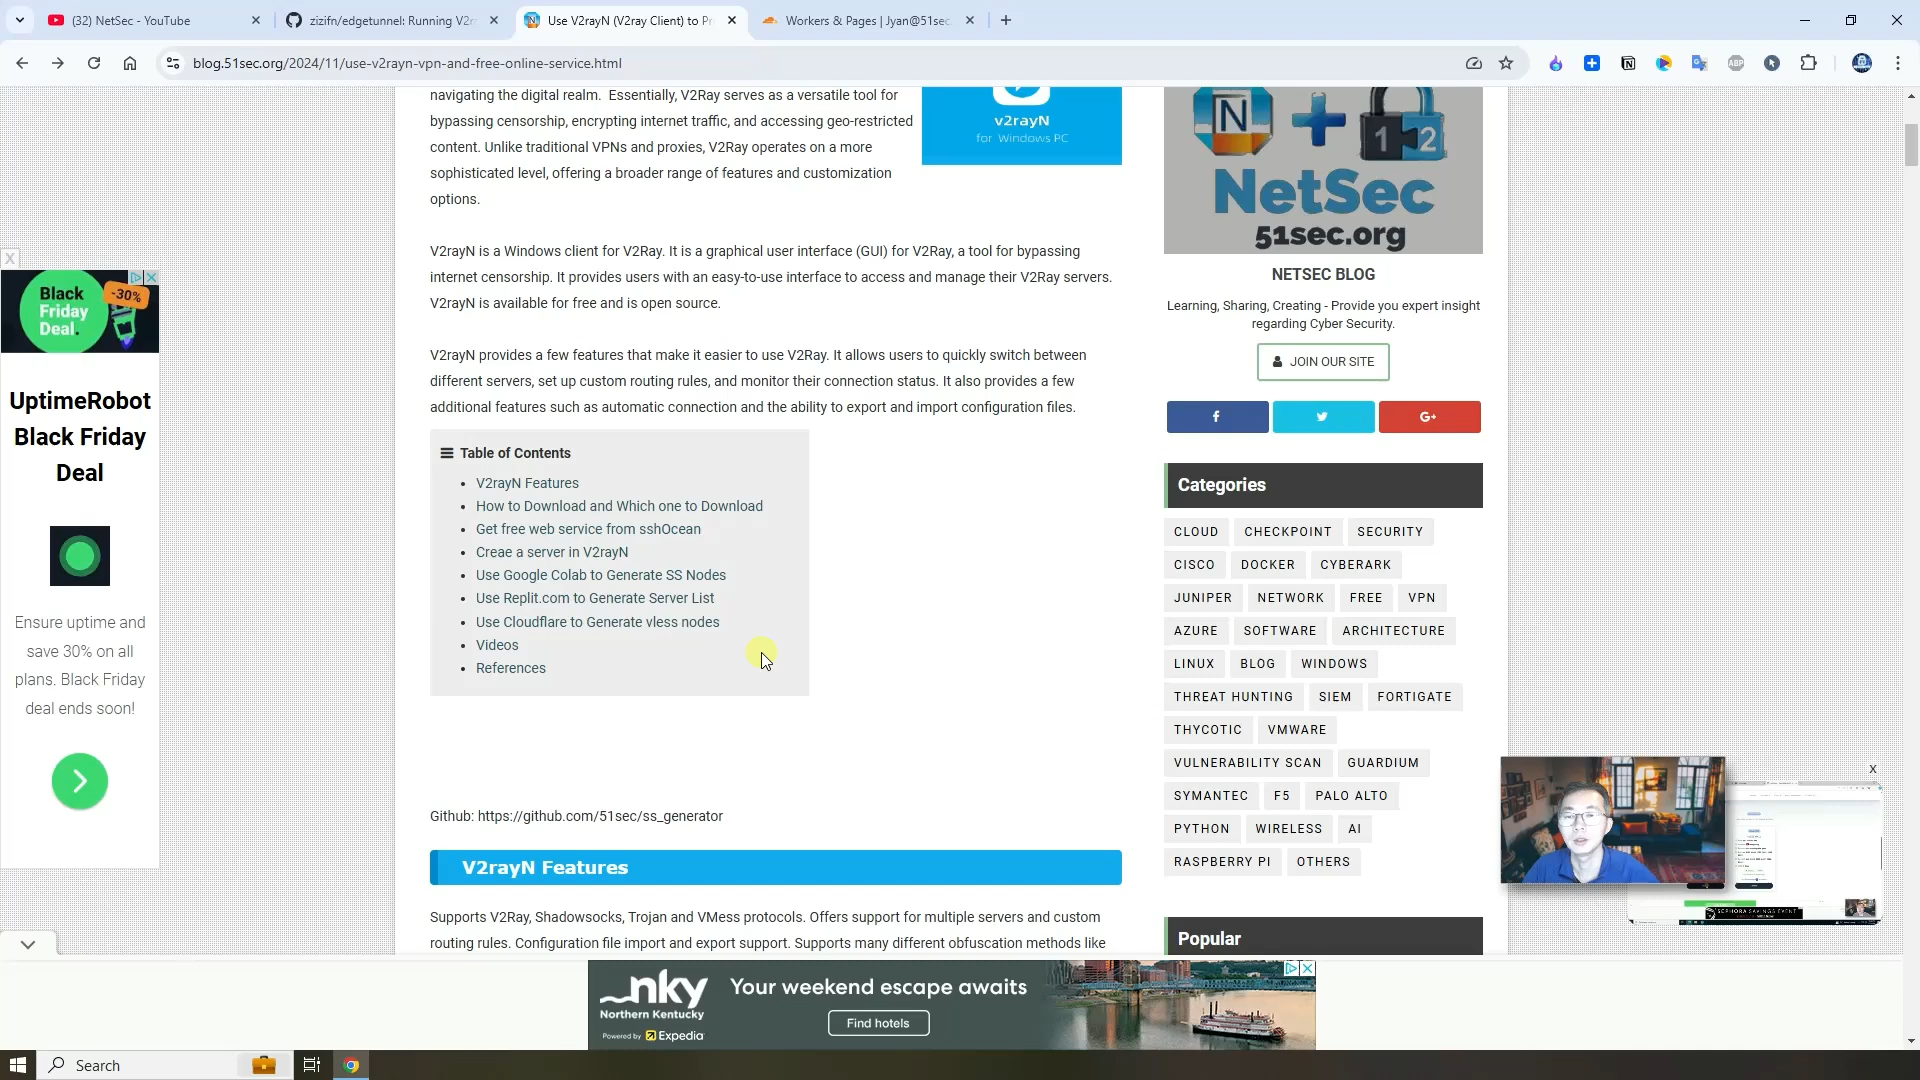 (32) NetSec - YouTube
zizifn/edgetunnel: Running V2r
Use V2rayN (V2ray Client) to Pr
Workers & Pages | Jyan@51sec
blog.51sec.org/2024/11/use-v2rayn-vpn-and-free-online-service.html
ABP
navigating the digital realm. Essentially, V2Ray serves as a versatile tool for
bypassing censorship, encrypting internet traffic, and accessing geo-restricted
content. Unlike traditional VPNs and proxies, V2Ray operates on a more
sophisticated level, offering a broader range of features and customization
options.
v2rayN
for Windows PC
V2rayN is a Windows client for V2Ray. It is a graphical user interface (GUI) for V2Ray, a tool for bypassing
internet censorship. It provides users with an easy-to-use interface to access and manage their V2Ray servers.
V2rayN is available for free and is open source.
V2rayN provides a few features that make it easier to use V2Ray. It allows users to quickly switch between
different servers, set up custom routing rules, and monitor their connection status. It also provides a few
additional features such as automatic connection and the ability to export and import configuration files.
Table of Contents
V2rayN Features
How to Download and Which one to Download
Get free web service from sshOcean
Creae a server in V2rayN
Use Google Colab to Generate SS Nodes
Use Replit.com to Generate Server List
Use Cloudflare to Generate vless nodes
Videos
References
Github: https://github.com/51sec/ss_generator
V2rayN Features
Supports V2Ray, Shadowsocks, Trojan and VMess protocols. Offers support for multiple servers and custom
routing rules. Configuration file import and export support. Supports many different obfuscation methods like
X
Black
Friday
Deal.
-30%
UptimeRobot
Black Friday
Deal
Ensure uptime and
save 30% on all
plans. Black Friday
deal ends soon!
N
1 2
NetSec
51sec.org
NETSEC BLOG
Learning, Sharing, Creating - Provide you expert insight
regarding Cyber Security.
JOIN OUR SITE
f
G+
Categories
CLOUD CHECKPOINT SECURITY
CISCO DOCKER CYBERARK
JUNIPER NETWORK FREE VPN
AZURE SOFTWARE ARCHITECTURE
LINUX BLOG WINDOWS
THREAT HUNTING SIEM FORTIGATE
THYCOTIC VMWARE
VULNERABILITY SCAN GUARDIUM
SYMANTEC F5 PALO ALTO
PYTHON WIRELESS AI
RASPBERRY PI OTHERS
Popular
X
SEPHORA SAVINGS EVENT
nky
Northern Kentucky
Powered by Expedia
Your weekend escape awaits
Find hotels
Search